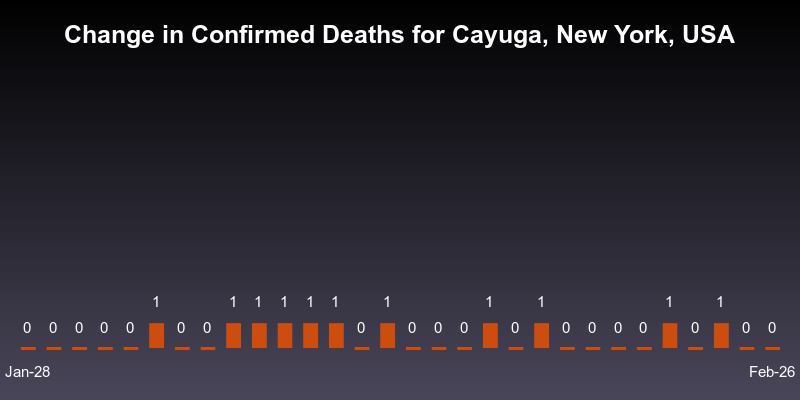 Change in Confirmed Deaths for Cayuga, New York, USA
0 0 0 0 0 1 0 0 1 1 1 1 1 0 1 0 0 0 1 0 1 0 0 0 0 1 0 1 0 0
Jan-28 Feb-26